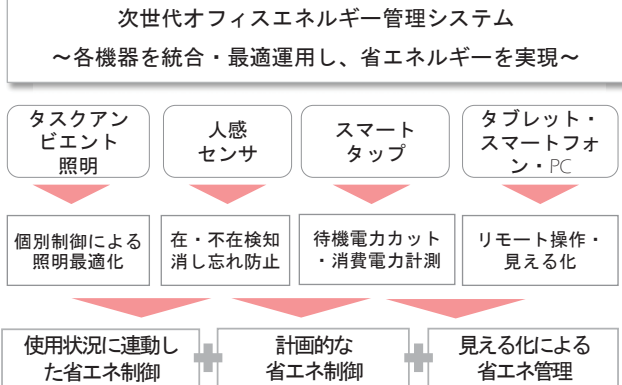 次世代オフィスエネルギー管理システム
～各機器を統合・最適運用し、省エネルギーを実現～
タスクアン
ビエント
照明
人感
センサ
スマート
タップ
タブレット・
スマートフォ
ン・PC
個別制御による
照明最適化
在・不在検知
消し忘れ防止
待機電力カット
・消費電力計測
リモート操作・
見える化
使用状況に連動し
た省エネ制御
計画的な
省エネ制御
見える化による
省エネ管理